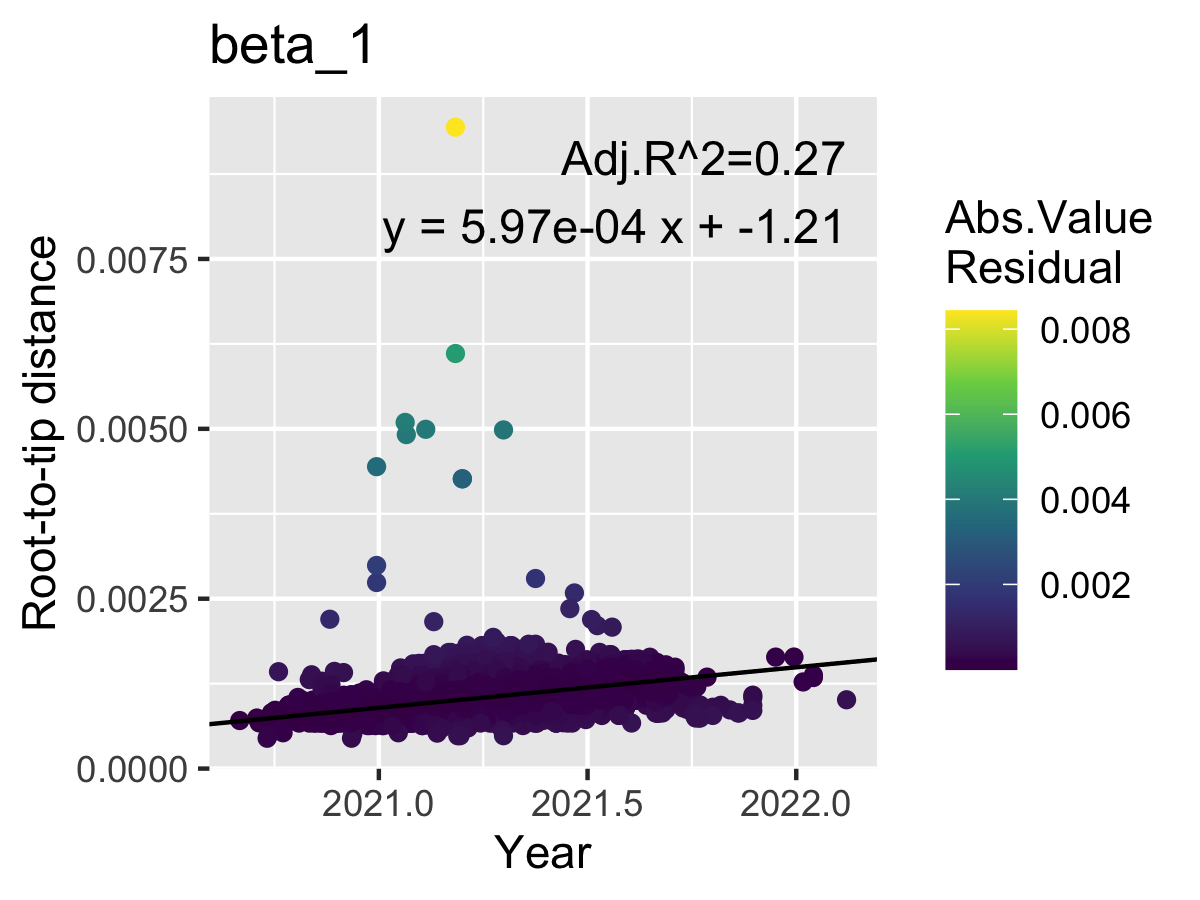 beta_1
Adj.R^2=0.27
y = 5.97e-04 x + -1.21
Root-to-tip distance
0.0075
0.0050
0.0025
0.0000
2021.0
2021.5
2022.0
Year
Abs.Value
Residual
0.008
0.006
0.004
0.002